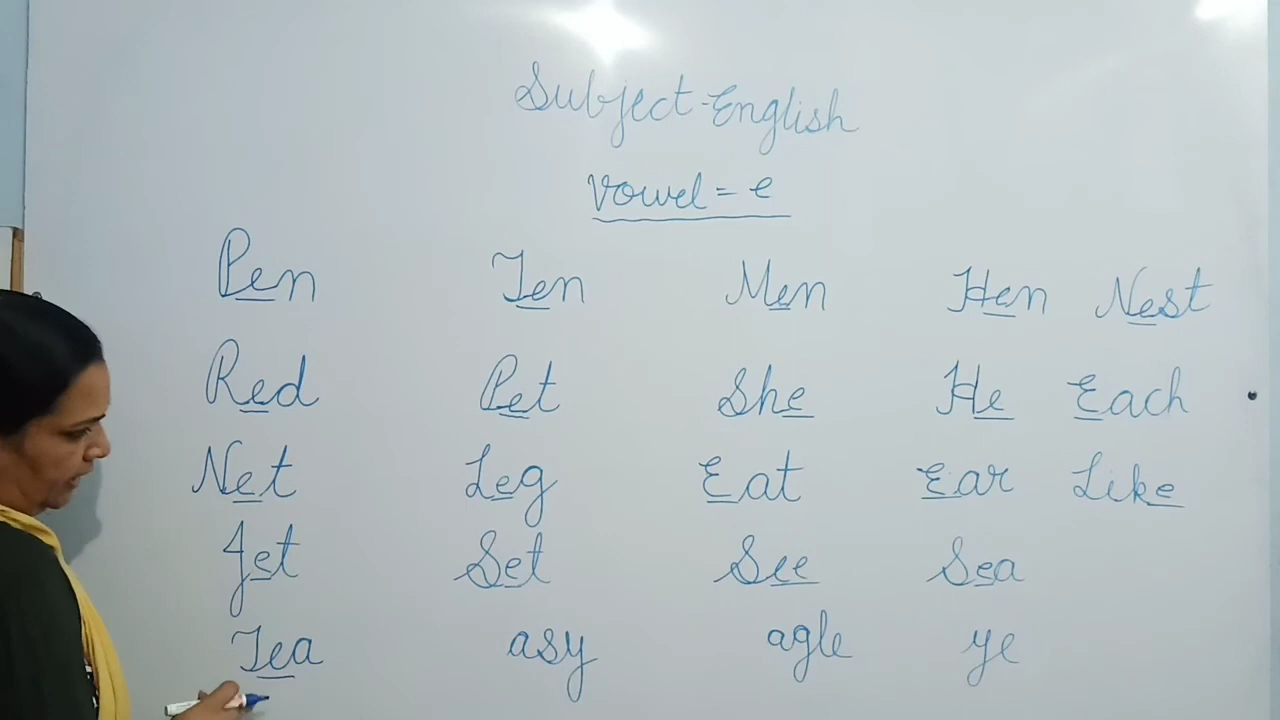 Subject-English
Vowel = e
Pen Ten Men Hen Nest
Red Pet She He Each
Net Leg Eat Ear Like
Jet Set See Sea
Tea asy agle ye